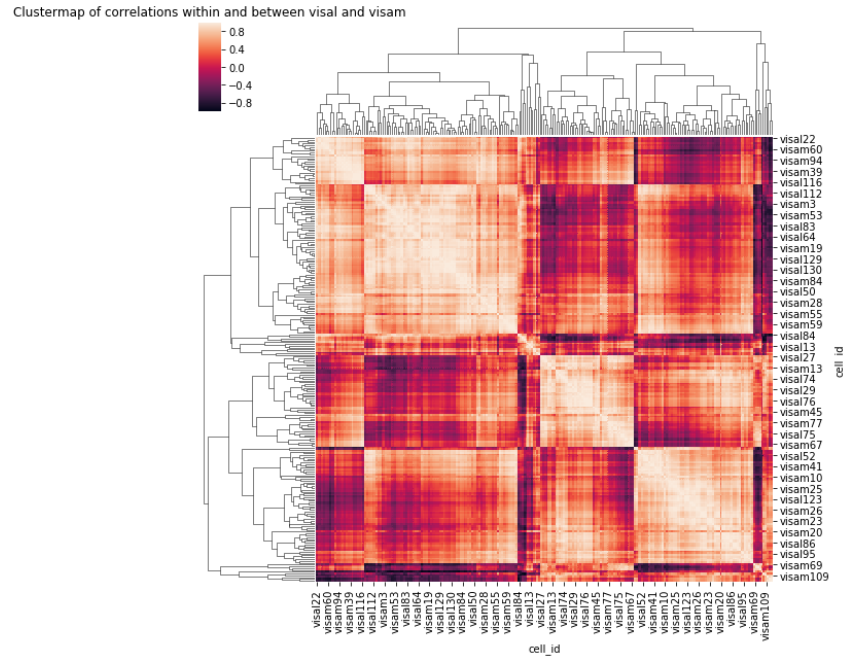 Clustermap of correlations within and between visal and visam
0.8
0.4
0.0
−0.4
−0.8
visal22
visam60
visam94
visam39
visal116
visal112
visam3
visam53
visal83
visal64
visam19
visal129
visal130
visam84
visal50
visam28
visam55
visam59
visal84
visal13
visal27
visam13
visal74
visal29
visal76
visam45
visam77
visal75
visam67
visal52
visam41
visam10
visam25
visal123
visam26
visam23
visam20
visal86
visal95
visam69
visam109
cell_id
visal22
visam60
visam94
visam39
visal116
visal112
visam3
visam53
visal83
visal64
visam19
visal129
visal130
visam84
visal50
visam28
visam55
visam59
visal84
visal13
visal27
visam13
visal74
visal29
visal76
visam45
visam77
visal75
visam67
visal52
visam41
visam10
visam25
visal123
visam26
visam23
visam20
visal86
visal95
visam69
visam109
cell_id